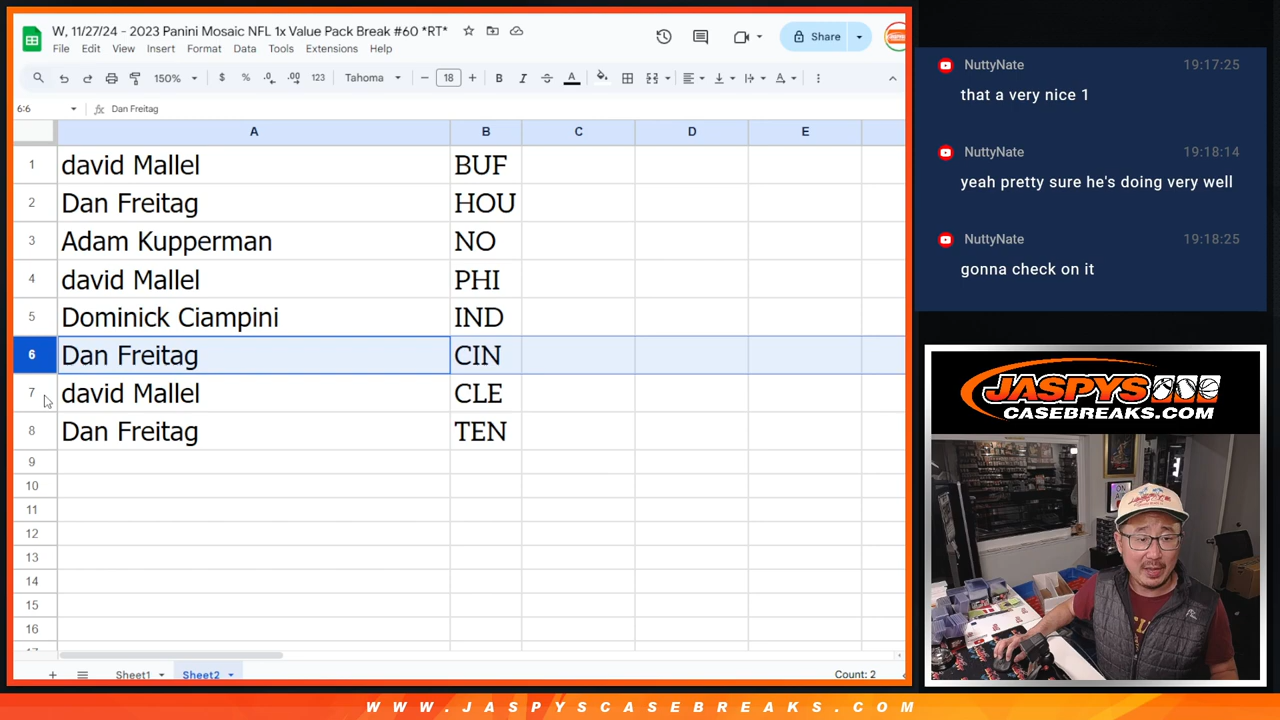 W, 11/27/24 - 2023 Panini Mosaic NFL 1x Value Pack Break #60 *RT*
File Edit View Insert Format Data Tools Extensions Help
Share
150% $ % .0 .00 123 Tahoma − 18 + B I A
6:6 fx Dan Freitag
A B C D E
1 david Mallel BUF
2 Dan Freitag HOU
3 Adam Kupperman NO
4 david Mallel PHI
5 Dominick Ciampini IND
6 Dan Freitag CIN
7 david Mallel CLE
8 Dan Freitag TEN
9
10
11
12
13
14
15
16
+ Sheet1 Sheet2 Count: 2
NuttyNate 19:17:25
that a very nice 1
NuttyNate 19:18:14
yeah pretty sure he's doing very well
NuttyNate 19:18:25
gonna check on it
JASPYS
CASEBREAKS.COM
WWW.JASPYSCASEBREAKS.COM